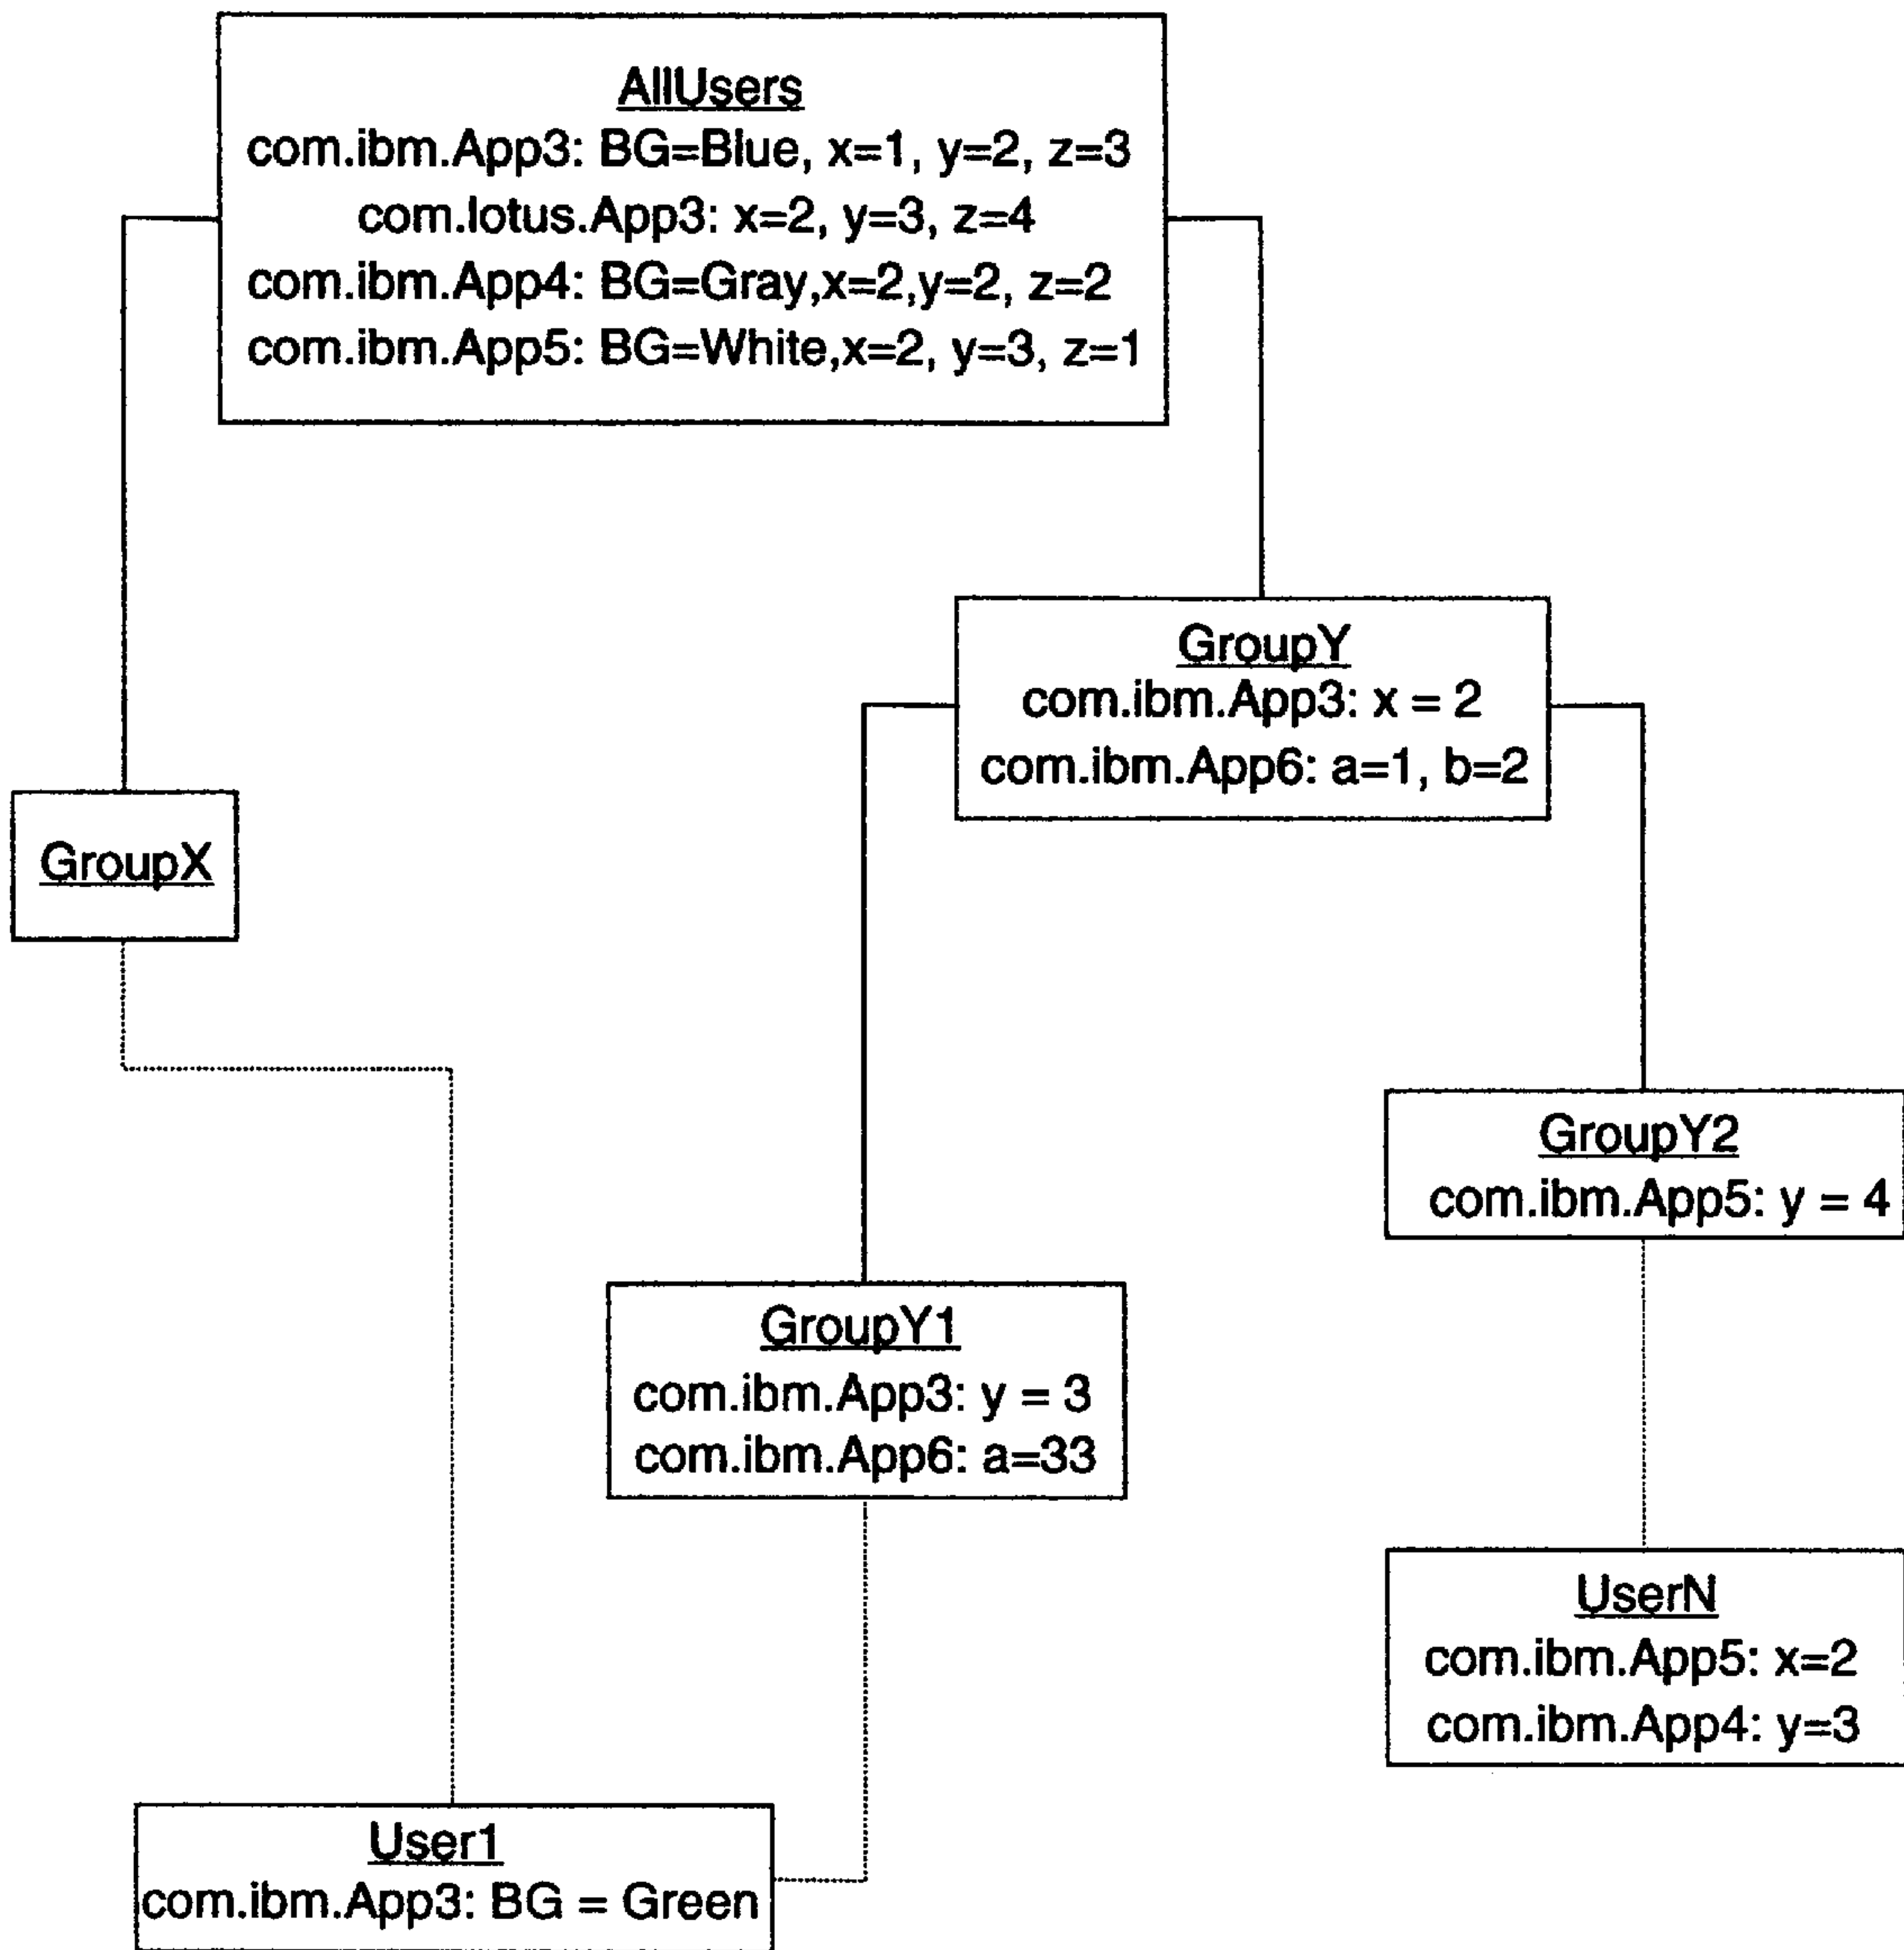 AllUsers
com.ibm.App3: BG=Blue, x=1, y=2, z=3
com.lotus.App3: x=2, y=3, z=4
com.ibm.App4: BG=Gray,x=2,y=2, z=2
com.ibm.App5: BG=White,x=2, y=3, z=1
GroupY
com.ibm.App3: x = 2
com.ibm.App6: a=1, b=2
GroupX
GroupY2
com.ibm.App5: y = 4
GroupY1
com.ibm.App3: y = 3
com.ibm.App6: a=33
UserN
com.ibm.App5: x=2
com.ibm.App4: y=3
User1
com.ibm.App3: BG = Green